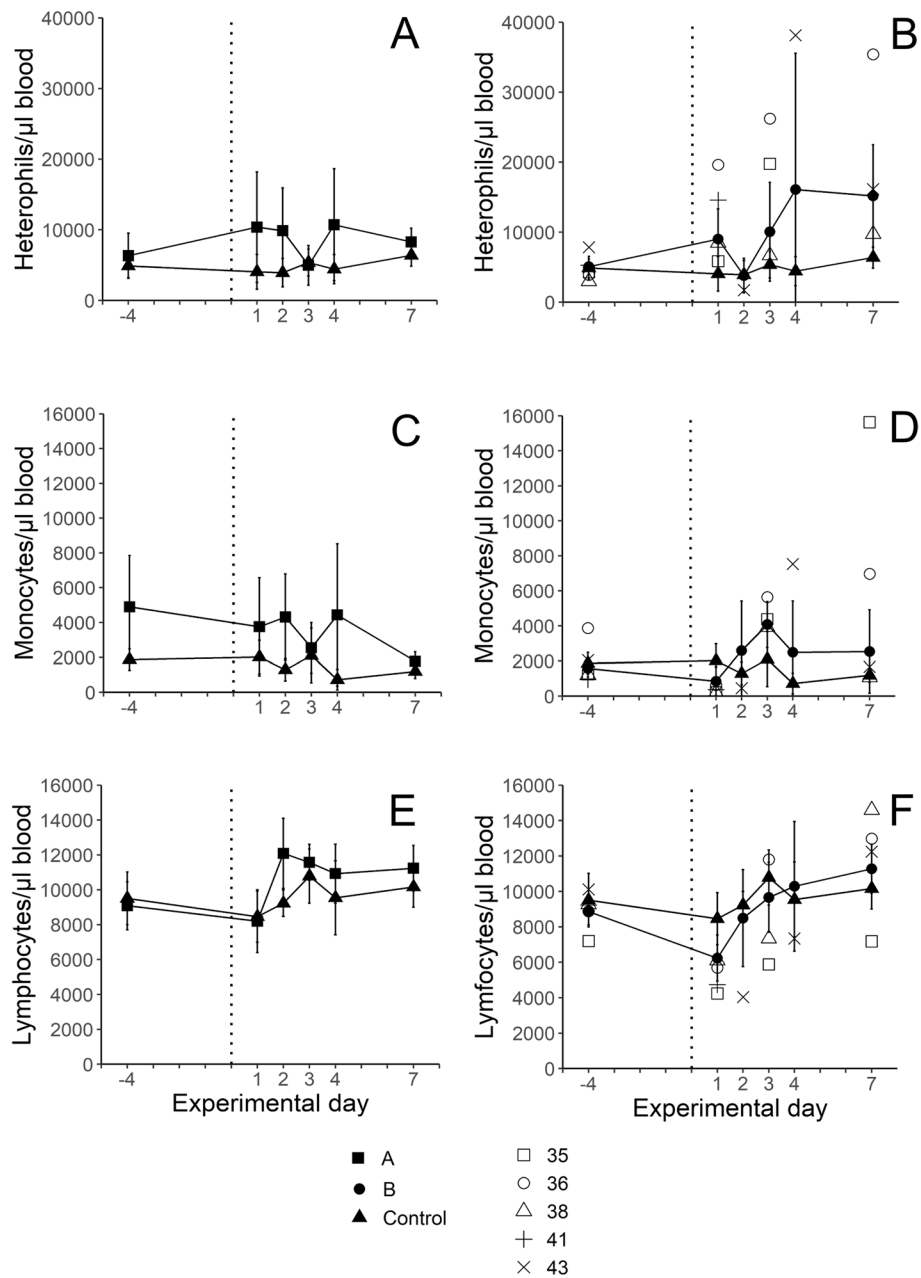 A
Heterophils/µl blood
40000
30000
20000
10000
0
-4 1 2 3 4 7
B
Heterophils/µl blood
40000
30000
20000
10000
0
-4 1 2 3 4 7
C
Monocytes/µl blood
16000
14000
12000
10000
8000
6000
4000
2000
0
-4 1 2 3 4 7
D
Monocytes/µl blood
16000
14000
12000
10000
8000
6000
4000
2000
0
-4 1 2 3 4 7
E
Lymphocytes/µl blood
16000
14000
12000
10000
8000
6000
4000
2000
0
-4 1 2 3 4 7
Experimental day
F
Lymfocytes/µl blood
16000
14000
12000
10000
8000
6000
4000
2000
0
-4 1 2 3 4 7
Experimental day
A
B
Control
35
36
38
41
43